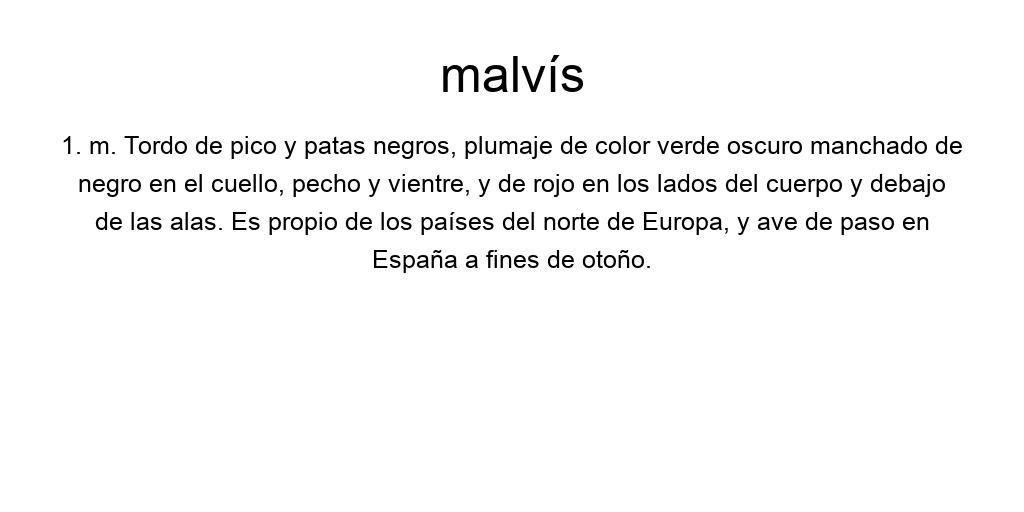 malvís
1. m. Tordo de pico y patas negros, plumaje de color verde oscuro manchado de
negro en el cuello, pecho y vientre, y de rojo en los lados del cuerpo y debajo
de las alas. Es propio de los países del norte de Europa, y ave de paso en
España a fines de otoño.